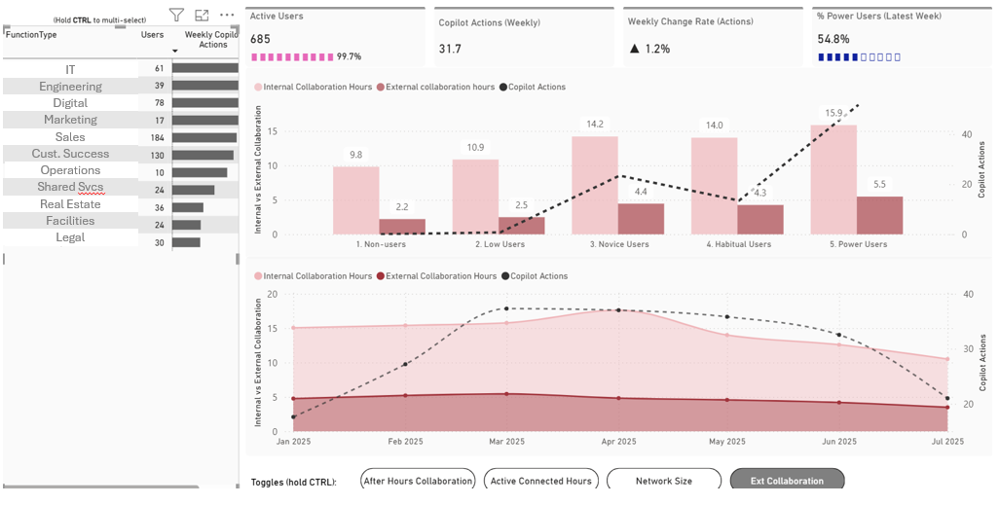 (Hold CTRL to multi-select)
FunctionType Users Weekly Copilo
Actions
IT 61
Engineering 39
Digital 78
Marketing 17
Sales 184
Cust. Success 130
Operations 10
Shared Svcs 24
Real Estate 36
Facilities 24
Legal 30
Active Users
685
99.7%
Copilot Actions (Weekly)
31.7
Weekly Change Rate (Actions)
▲ 1.2%
% Power Users (Latest Week)
54.8%
Internal Collaboration Hours External collaboration hours Copilot Actions
Internal vs External Collaboration
15
10
5
0
9.8
2.2
10.9
2.5
14.2
4.4
14.0
4.3
15.9
5.5
40
20
0
Copilot Actions
1. Non-users 2. Low Users 3. Novice Users 4. Habitual Users 5. Power Users
Internal Collaboration Hours External Collaboration Hours Copilot Actions
Internal vs External Collaboration
20
15
10
5
0
40
30
20
Copilot Actions
Jan 2025 Feb 2025 Mar 2025 Apr 2025 May 2025 Jun 2025 Jul 2025
Toggles (hold CTRL): After Hours Collaboration Active Connected Hours Network Size Ext Collaboration